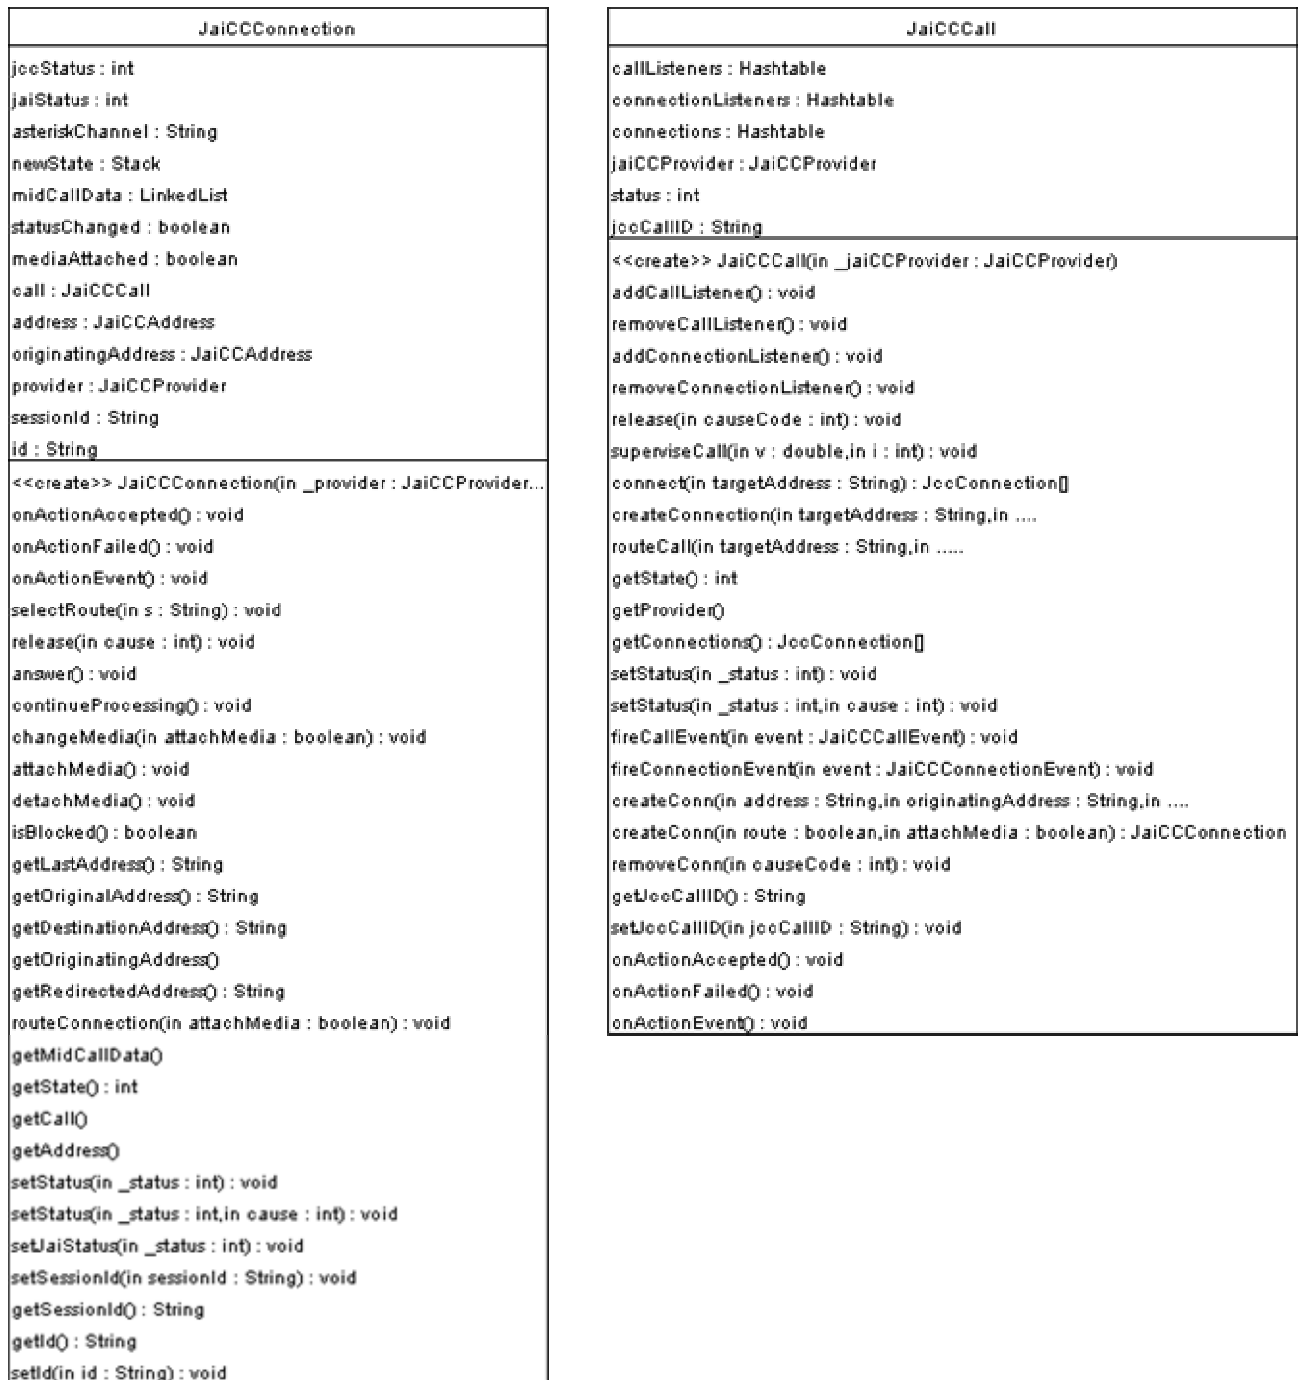 JaiCCConnection
jccStatus : int
jaiStatus : int
asteriskChannel : String
newState : Stack
midCallData : LinkedList
statusChanged : boolean
mediaAttached : boolean
call : JaiCCCall
address : JaiCCAddress
originatingAddress : JaiCCAddress
provider : JaiCCProvider
sessionId : String
id : String
<<create>> JaiCCConnection(in _provider : JaiCCProvider...
onActionAccepted() : void
onActionFailed() : void
onActionEvent() : void
selectRoute(in s : String) : void
release(in cause : int) : void
answer() : void
continueProcessing() : void
changeMedia(in attachMedia : boolean) : void
attachMedia() : void
detachMedia() : void
isBlocked() : boolean
getLastAddress() : String
getOriginalAddress() : String
getDestinationAddress() : String
getOriginatingAddress()
getRedirectedAddress() : String
routeConnection(in attachMedia : boolean) : void
getMidCallData()
getState() : int
getCall()
getAddress()
setStatus(in _status : int) : void
setStatus(in _status : int,in cause : int) : void
setJaiStatus(in _status : int) : void
setSessionId(in sessionId : String) : void
getSessionId() : String
getId() : String
setId(in id : String) : void
JaiCCCall
callListeners : Hashtable
connectionListeners : Hashtable
connections : Hashtable
jaiCCProvider : JaiCCProvider
status : int
jccCallID : String
<<create>> JaiCCCall(in _jaiCCProvider : JaiCCProvider)
addCallListener() : void
removeCallListener() : void
addConnectionListener() : void
removeConnectionListener() : void
release(in causeCode : int) : void
superviseCall(in v : double,in i : int) : void
connect(in targetAddress : String) : JccConnection[]
createConnection(in targetAddress : String,in ....
routeCall(in targetAddress : String,in .....
getState() : int
getProvider()
getConnections() : JccConnection[]
setStatus(in _status : int) : void
setStatus(in _status : int,in cause : int) : void
fireCallEvent(in event : JaiCCCallEvent) : void
fireConnectionEvent(in event : JaiCCConnectionEvent) : void
createConn(in address : String,in originatingAddress : String,in ....
createConn(in route : boolean,in attachMedia : boolean) : JaiCCConnection
removeConn(in causeCode : int) : void
getJccCallID() : String
setJccCallID(in jccCallID : String) : void
onActionAccepted() : void
onActionFailed() : void
onActionEvent() : void